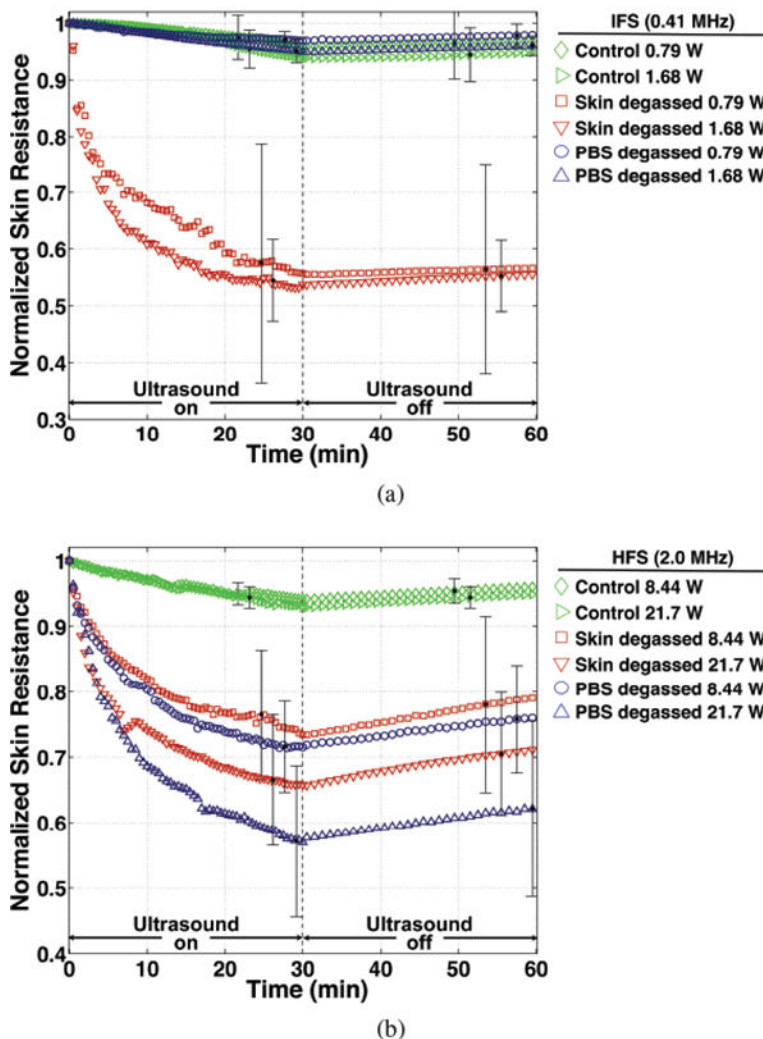 IFS (0.41 MHz)
Control 0.79 W
Control 1.68 W
Skin degassed 0.79 W
Skin degassed 1.68 W
PBS degassed 0.79 W
PBS degassed 1.68 W
Normalized Skin Resistance
1
0.9
0.8
0.7
0.6
0.5
0.4
0.3
Ultrasound
on
Ultrasound
off
0 10 20 30 40 50 60
Time (min)
(a)
HFS (2.0 MHz)
Control 8.44 W
Control 21.7 W
Skin degassed 8.44 W
Skin degassed 21.7 W
PBS degassed 8.44 W
PBS degassed 21.7 W
Normalized Skin Resistance
1
0.9
0.8
0.7
0.6
0.5
0.4
Ultrasound
on
Ultrasound
off
0 10 20 30 40 50 60
Time (min)
(b)